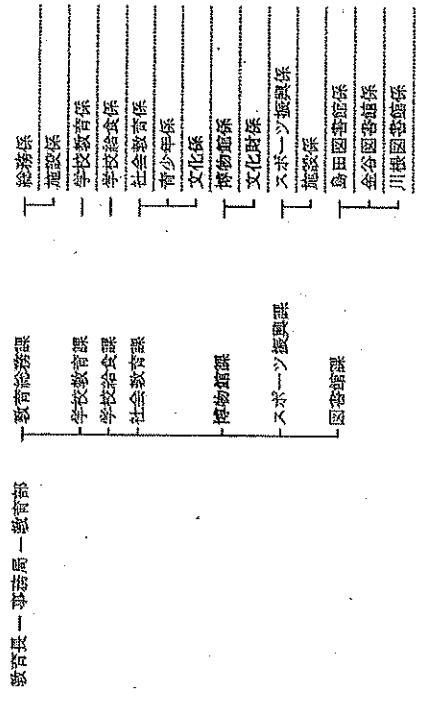 教育長 ― 事務局 ― 教育部
教育総務課
総務係
施設係
学校教育課
学校教育係
学校給食課
学校給食係
社会教育課
社会教育係
青少年係
文化係
博物館課
博物館係
文化財係
スポーツ振興課
スポーツ振興係
施設係
図書館課
島田図書館係
金谷図書館係
川根図書館係